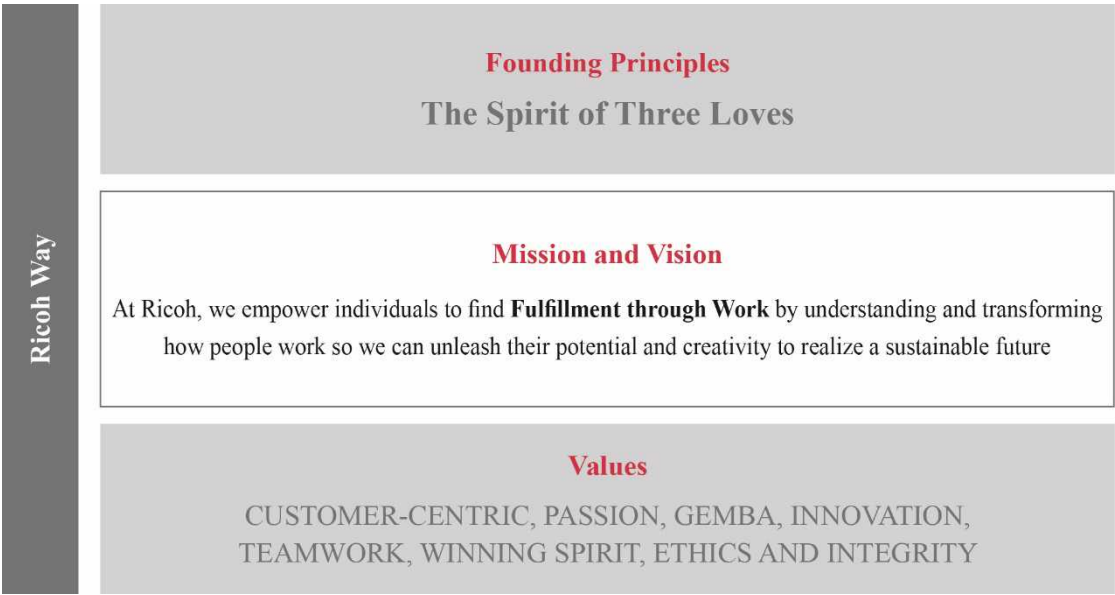 Ricoh Way
Founding Principles
The Spirit of Three Loves
Mission and Vision
At Ricoh, we empower individuals to find Fulfillment through Work by understanding and transforming
how people work so we can unleash their potential and creativity to realize a sustainable future
Values
CUSTOMER-CENTRIC, PASSION, GEMBA, INNOVATION,
TEAMWORK, WINNING SPIRIT, ETHICS AND INTEGRITY